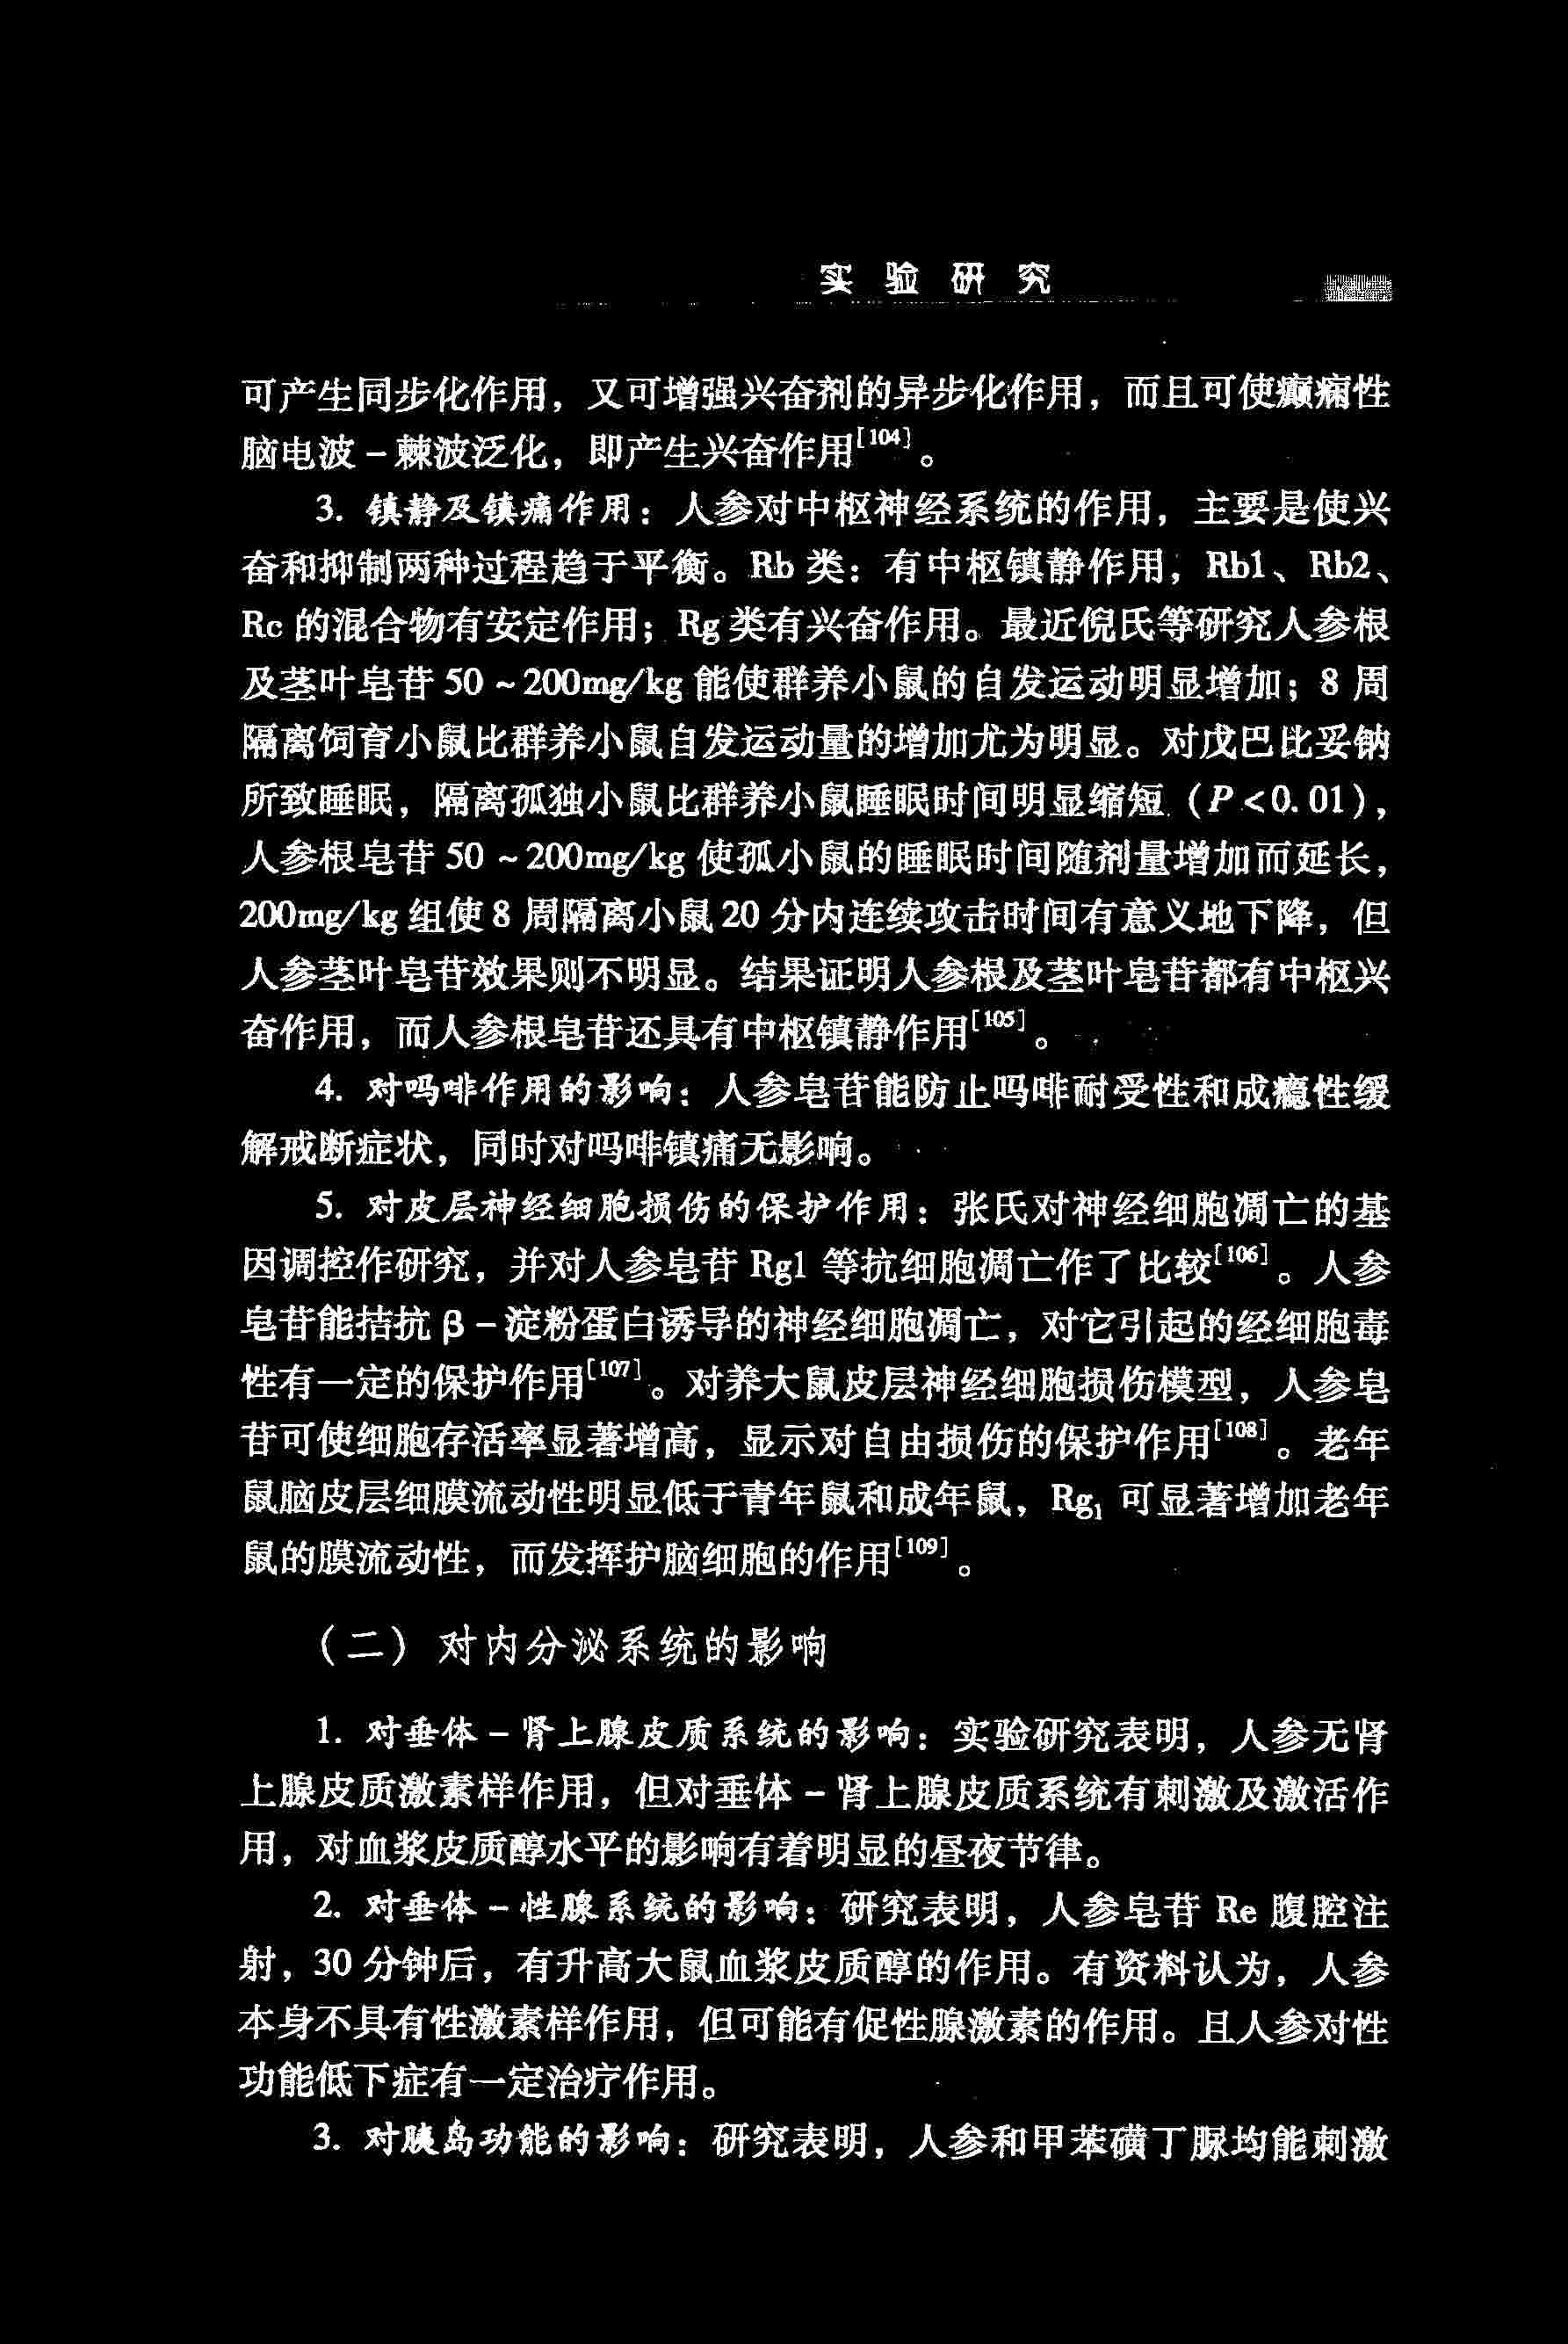 实验研究
可产生同步化作用，又可增强兴奋剂的异步化作用，而且可使癫痫性
脑电波－棘波泛化，即产生兴奋作用[104]。
3. 镇静及镇痛作用：人参对中枢神经系统的作用，主要是使兴
奋和抑制两种过程趋于平衡。Rb 类：有中枢镇静作用，Rb1、Rb2、
Rc 的混合物有安定作用；Rg 类有兴奋作用。最近倪氏等研究人参根
及茎叶皂苷 50～200mg/kg 能使群养小鼠的自发运动明显增加；8 周
隔离饲育小鼠比群养小鼠自发运动量的增加尤为明显。对戊巴比妥钠
所致睡眠，隔离孤独小鼠比群养小鼠睡眠时间明显缩短（P<0.01），
人参根皂苷 50～200mg/kg 使孤小鼠的睡眠时间随剂量增加而延长，
200mg/kg 组使 8 周隔离小鼠 20 分内连续攻击时间有意义地下降，但
人参茎叶皂苷效果则不明显。结果证明人参根及茎叶皂苷都有中枢兴
奋作用，而人参根皂苷还具有中枢镇静作用[105]。
4. 对吗啡作用的影响：人参皂苷能防止吗啡耐受性和成瘾性缓
解戒断症状，同时对吗啡镇痛无影响。
5. 对皮层神经细胞损伤的保护作用：张氏对神经细胞凋亡的基
因调控作研究，并对人参皂苷 Rg1 等抗细胞凋亡作了比较[106]。人参
皂苷能拮抗 β－淀粉蛋白诱导的神经细胞凋亡，对它引起的经细胞毒
性有一定的保护作用[107]。对养大鼠皮层神经细胞损伤模型，人参皂
苷可使细胞存活率显著增高，显示对自由损伤的保护作用[108]。老年
鼠脑皮层细膜流动性明显低于青年鼠和成年鼠，Rg₁ 可显著增加老年
鼠的膜流动性，而发挥护脑细胞的作用[109]。
（二）对内分泌系统的影响
1. 对垂体－肾上腺皮质系统的影响：实验研究表明，人参无肾
上腺皮质激素样作用，但对垂体－肾上腺皮质系统有刺激及激活作
用，对血浆皮质醇水平的影响有着明显的昼夜节律。
2. 对垂体－性腺系统的影响：研究表明，人参皂苷 Re 腹腔注
射，30 分钟后，有升高大鼠血浆皮质醇的作用。有资料认为，人参
本身不具有性激素样作用，但可能有促性腺激素的作用。且人参对性
功能低下症有一定治疗作用。
3. 对胰岛功能的影响：研究表明，人参和甲苯磺丁脲均能刺激